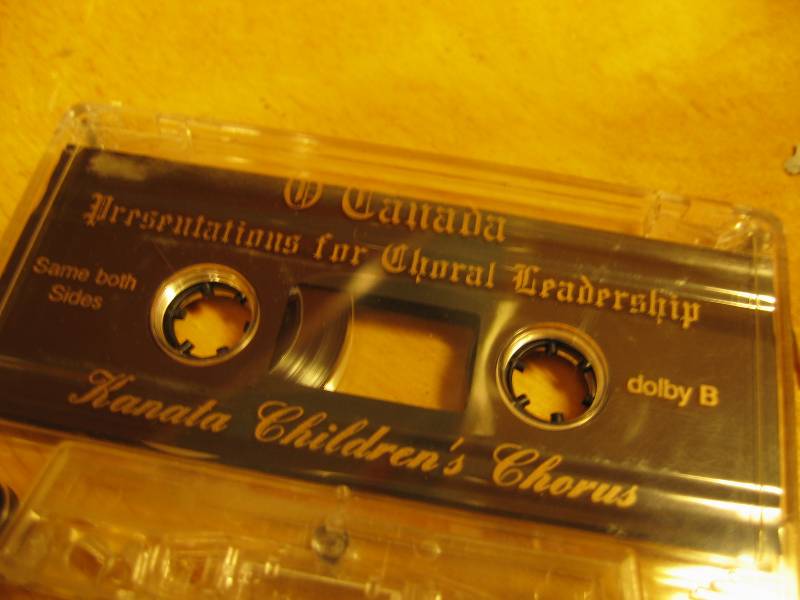 O Canada
Presentations for Choral Leadership
Same both
Sides
dolby B
Kanata Children's Chorus